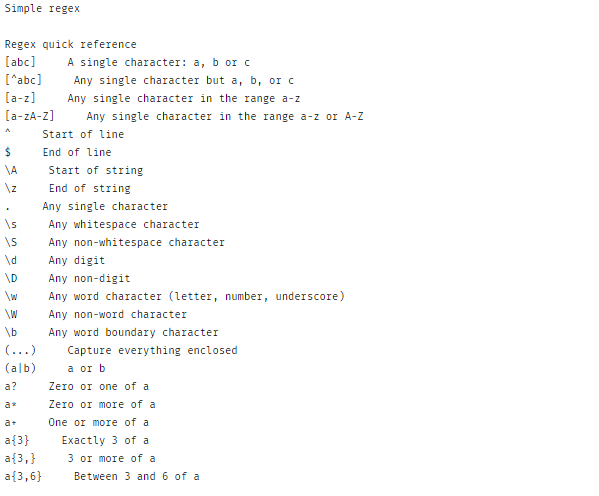 Simple regex
Regex quick reference
[abc]     A single character: a, b or c
[^abc]     Any single character but a, b, or c
[a-z]     Any single character in the range a-z
[a-zA-Z]     Any single character in the range a-z or A-Z
^     Start of line
$     End of line
\A     Start of string
\z     End of string
.     Any single character
\s     Any whitespace character
\S     Any non-whitespace character
\d     Any digit
\D     Any non-digit
\w     Any word character (letter, number, underscore)
\W     Any non-word character
\b     Any word boundary character
(...)     Capture everything enclosed
(a|b)     a or b
a?     Zero or one of a
a*     Zero or more of a
a+     One or more of a
a{3}     Exactly 3 of a
a{3,}     3 or more of a
a{3,6}     Between 3 and 6 of a